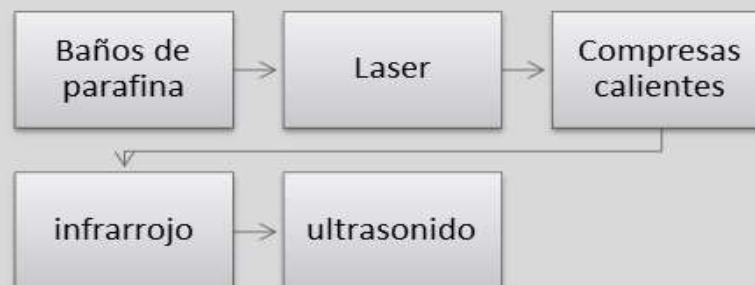 Baños de
parafina
Laser
Compresas
calientes
infrarrojo
ultrasonido